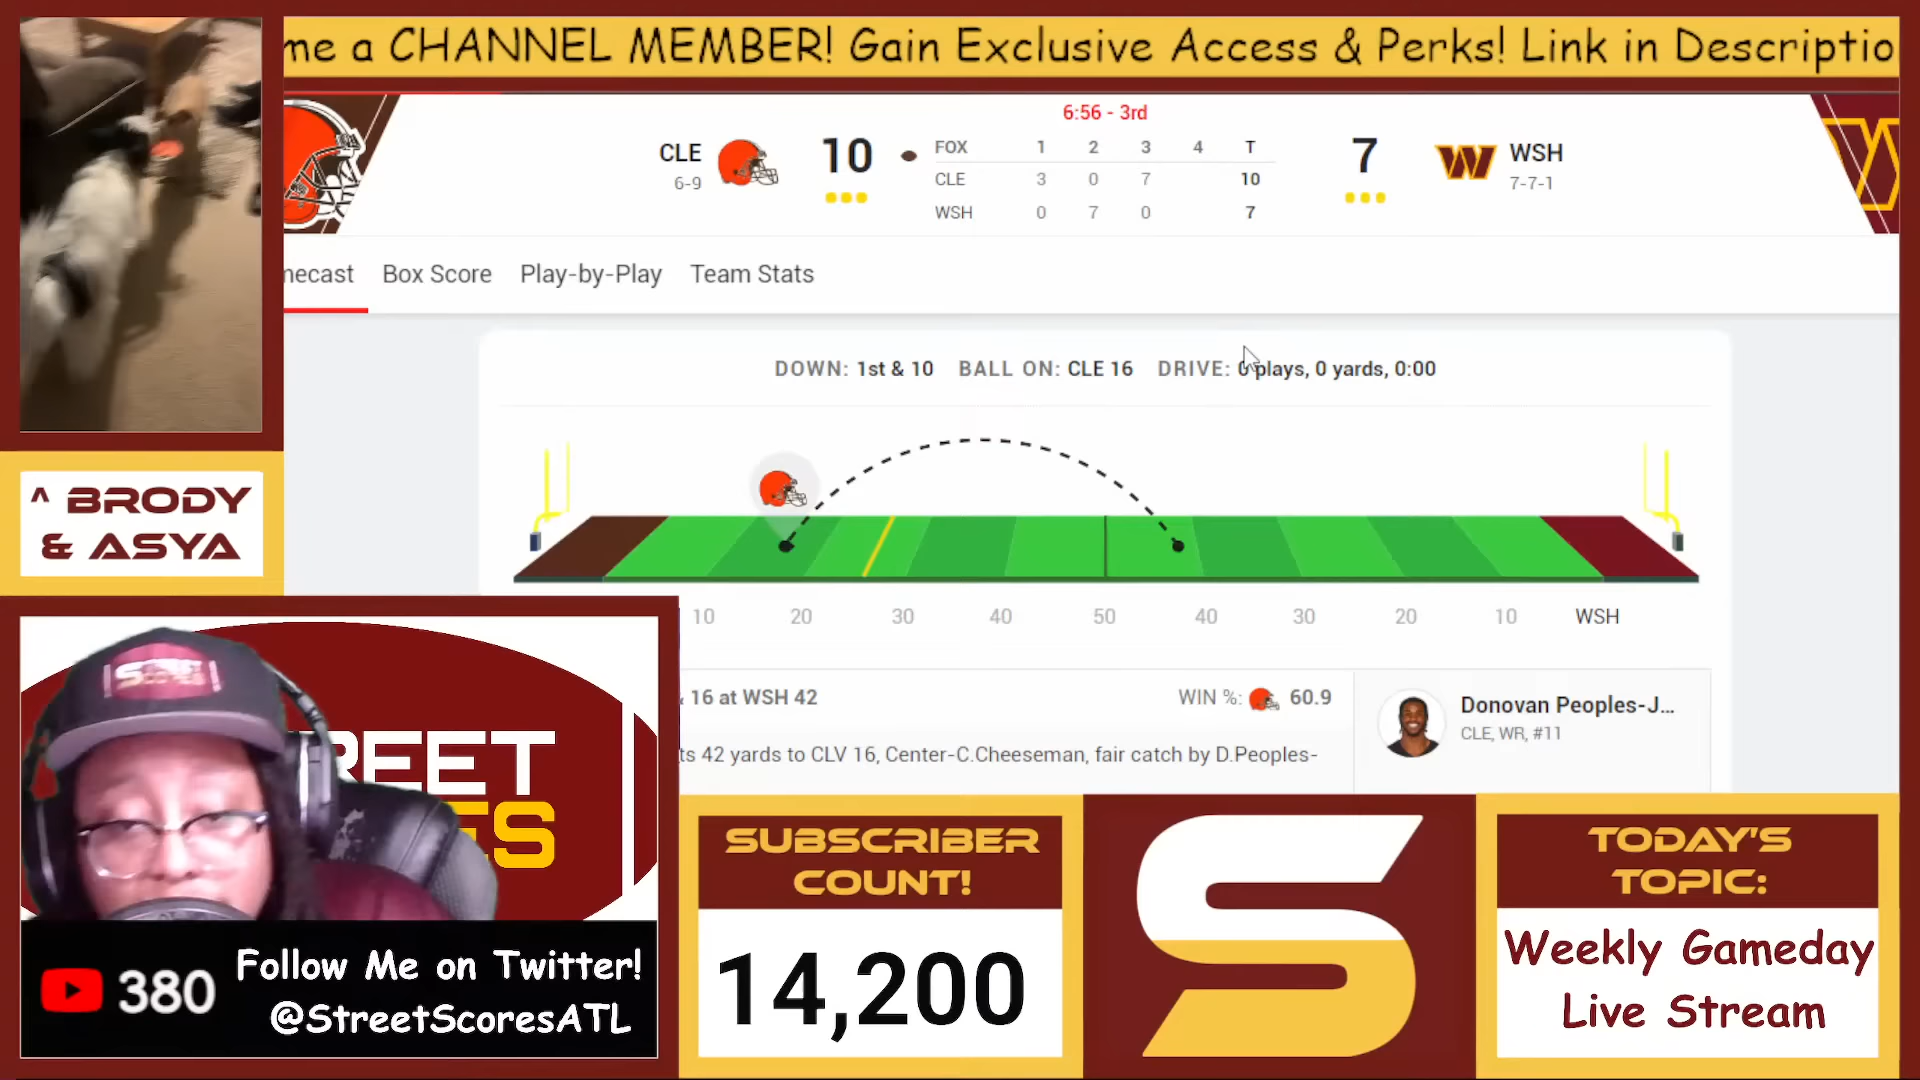 me a CHANNEL MEMBER! Gain Exclusive Access & Perks! Link in Descriptio
6:56 - 3rd
CLE 10 FOX 1 2 3 4 T 7 WSH
6-9 CLE 3 0 7 10 7-7-1
WSH 0 7 0 7
necast Box Score Play-by-Play Team Stats
DOWN: 1st & 10 BALL ON: CLE 16 DRIVE: 0 plays, 0 yards, 0:00
^ BRODY
& ASYA
10 20 30 40 50 40 30 20 10 WSH
16 at WSH 42 WIN %: 60.9
Donovan Peoples-J...
CLE, WR, #11
ts 42 yards to CLV 16, Center-C.Cheeseman, fair catch by D.Peoples-
REET
ES
380
Follow Me on Twitter!
@StreetScoresATL
SUBSCRIBER
COUNT!
14,200
S
TODAY'S
TOPIC:
Weekly Gameday
Live Stream